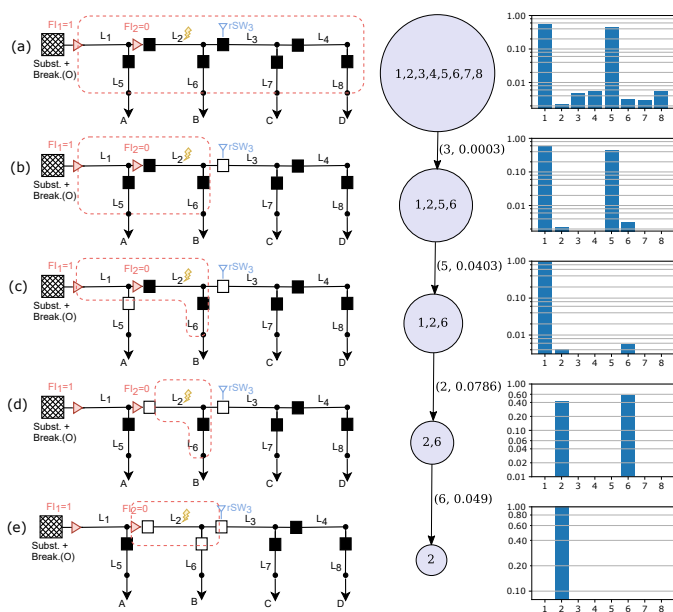 (a)
FI1=1
Subst. +
Break.(O)
L1
FI2=0
L2
rSW3
L3
L4
L5
L6
L7
L8
A
B
C
D
1,2,3,4,5,6,7,8
1.00
0.10
0.01
1 2 3 4 5 6 7 8
(3, 0.0003)
(b)
FI1=1
Subst. +
Break.(O)
L1
FI2=0
L2
rSW3
L3
L4
L5
L6
L7
L8
A
B
C
D
1,2,5,6
1.00
0.10
0.01
1 2 3 4 5 6 7 8
(5, 0.0403)
(c)
FI1=1
Subst. +
Break.(O)
L1
FI2=0
L2
rSW3
L3
L4
L5
L6
L7
L8
A
B
C
D
1,2,6
1.00
0.10
0.01
1 2 3 4 5 6 7 8
(2, 0.0786)
(d)
FI1=1
Subst. +
Break.(O)
L1
FI2=0
L2
rSW3
L3
L4
L5
L6
L7
L8
A
B
C
D
2,6
1.00
0.60
0.40
0.20
0.10
0.06
0.04
0.02
0.01
1 2 3 4 5 6 7 8
(6, 0.049)
(e)
FI1=1
Subst. +
Break.(O)
L1
FI2=0
L2
rSW3
L3
L4
L5
L6
L7
L8
A
B
C
D
2
1.00
0.80
0.60
0.40
0.20
0.10
1 2 3 4 5 6 7 8